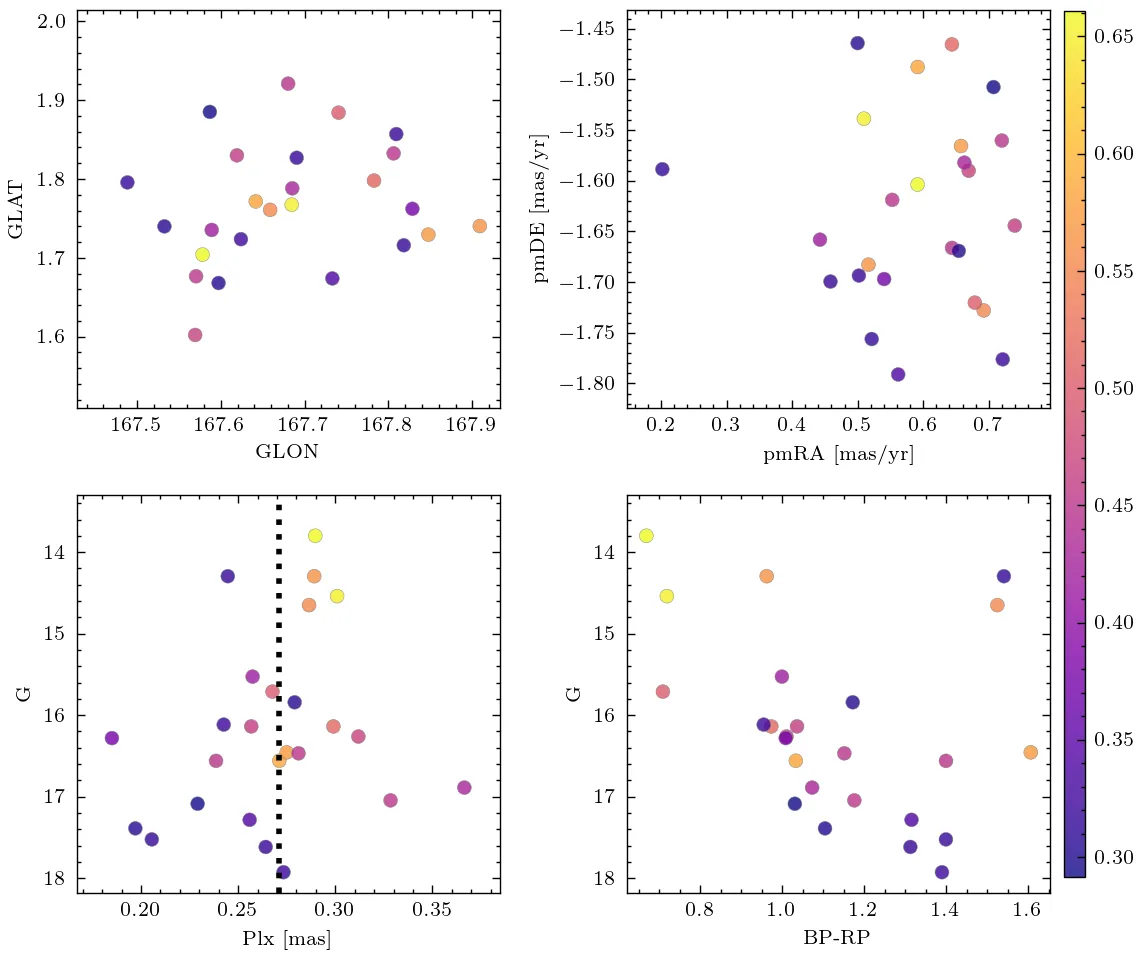 2.0
1.9
1.8
1.7
1.6
GLAT
167.5 167.6 167.7 167.8 167.9
GLON
−1.45
−1.50
−1.55
−1.60
−1.65
−1.70
−1.75
−1.80
pmDE [mas/yr]
0.2 0.3 0.4 0.5 0.6 0.7
pmRA [mas/yr]
14
15
16
17
18
G
0.20 0.25 0.30 0.35
Plx [mas]
14
15
16
17
18
G
0.8 1.0 1.2 1.4 1.6
BP-RP
0.65
0.60
0.55
0.50
0.45
0.40
0.35
0.30